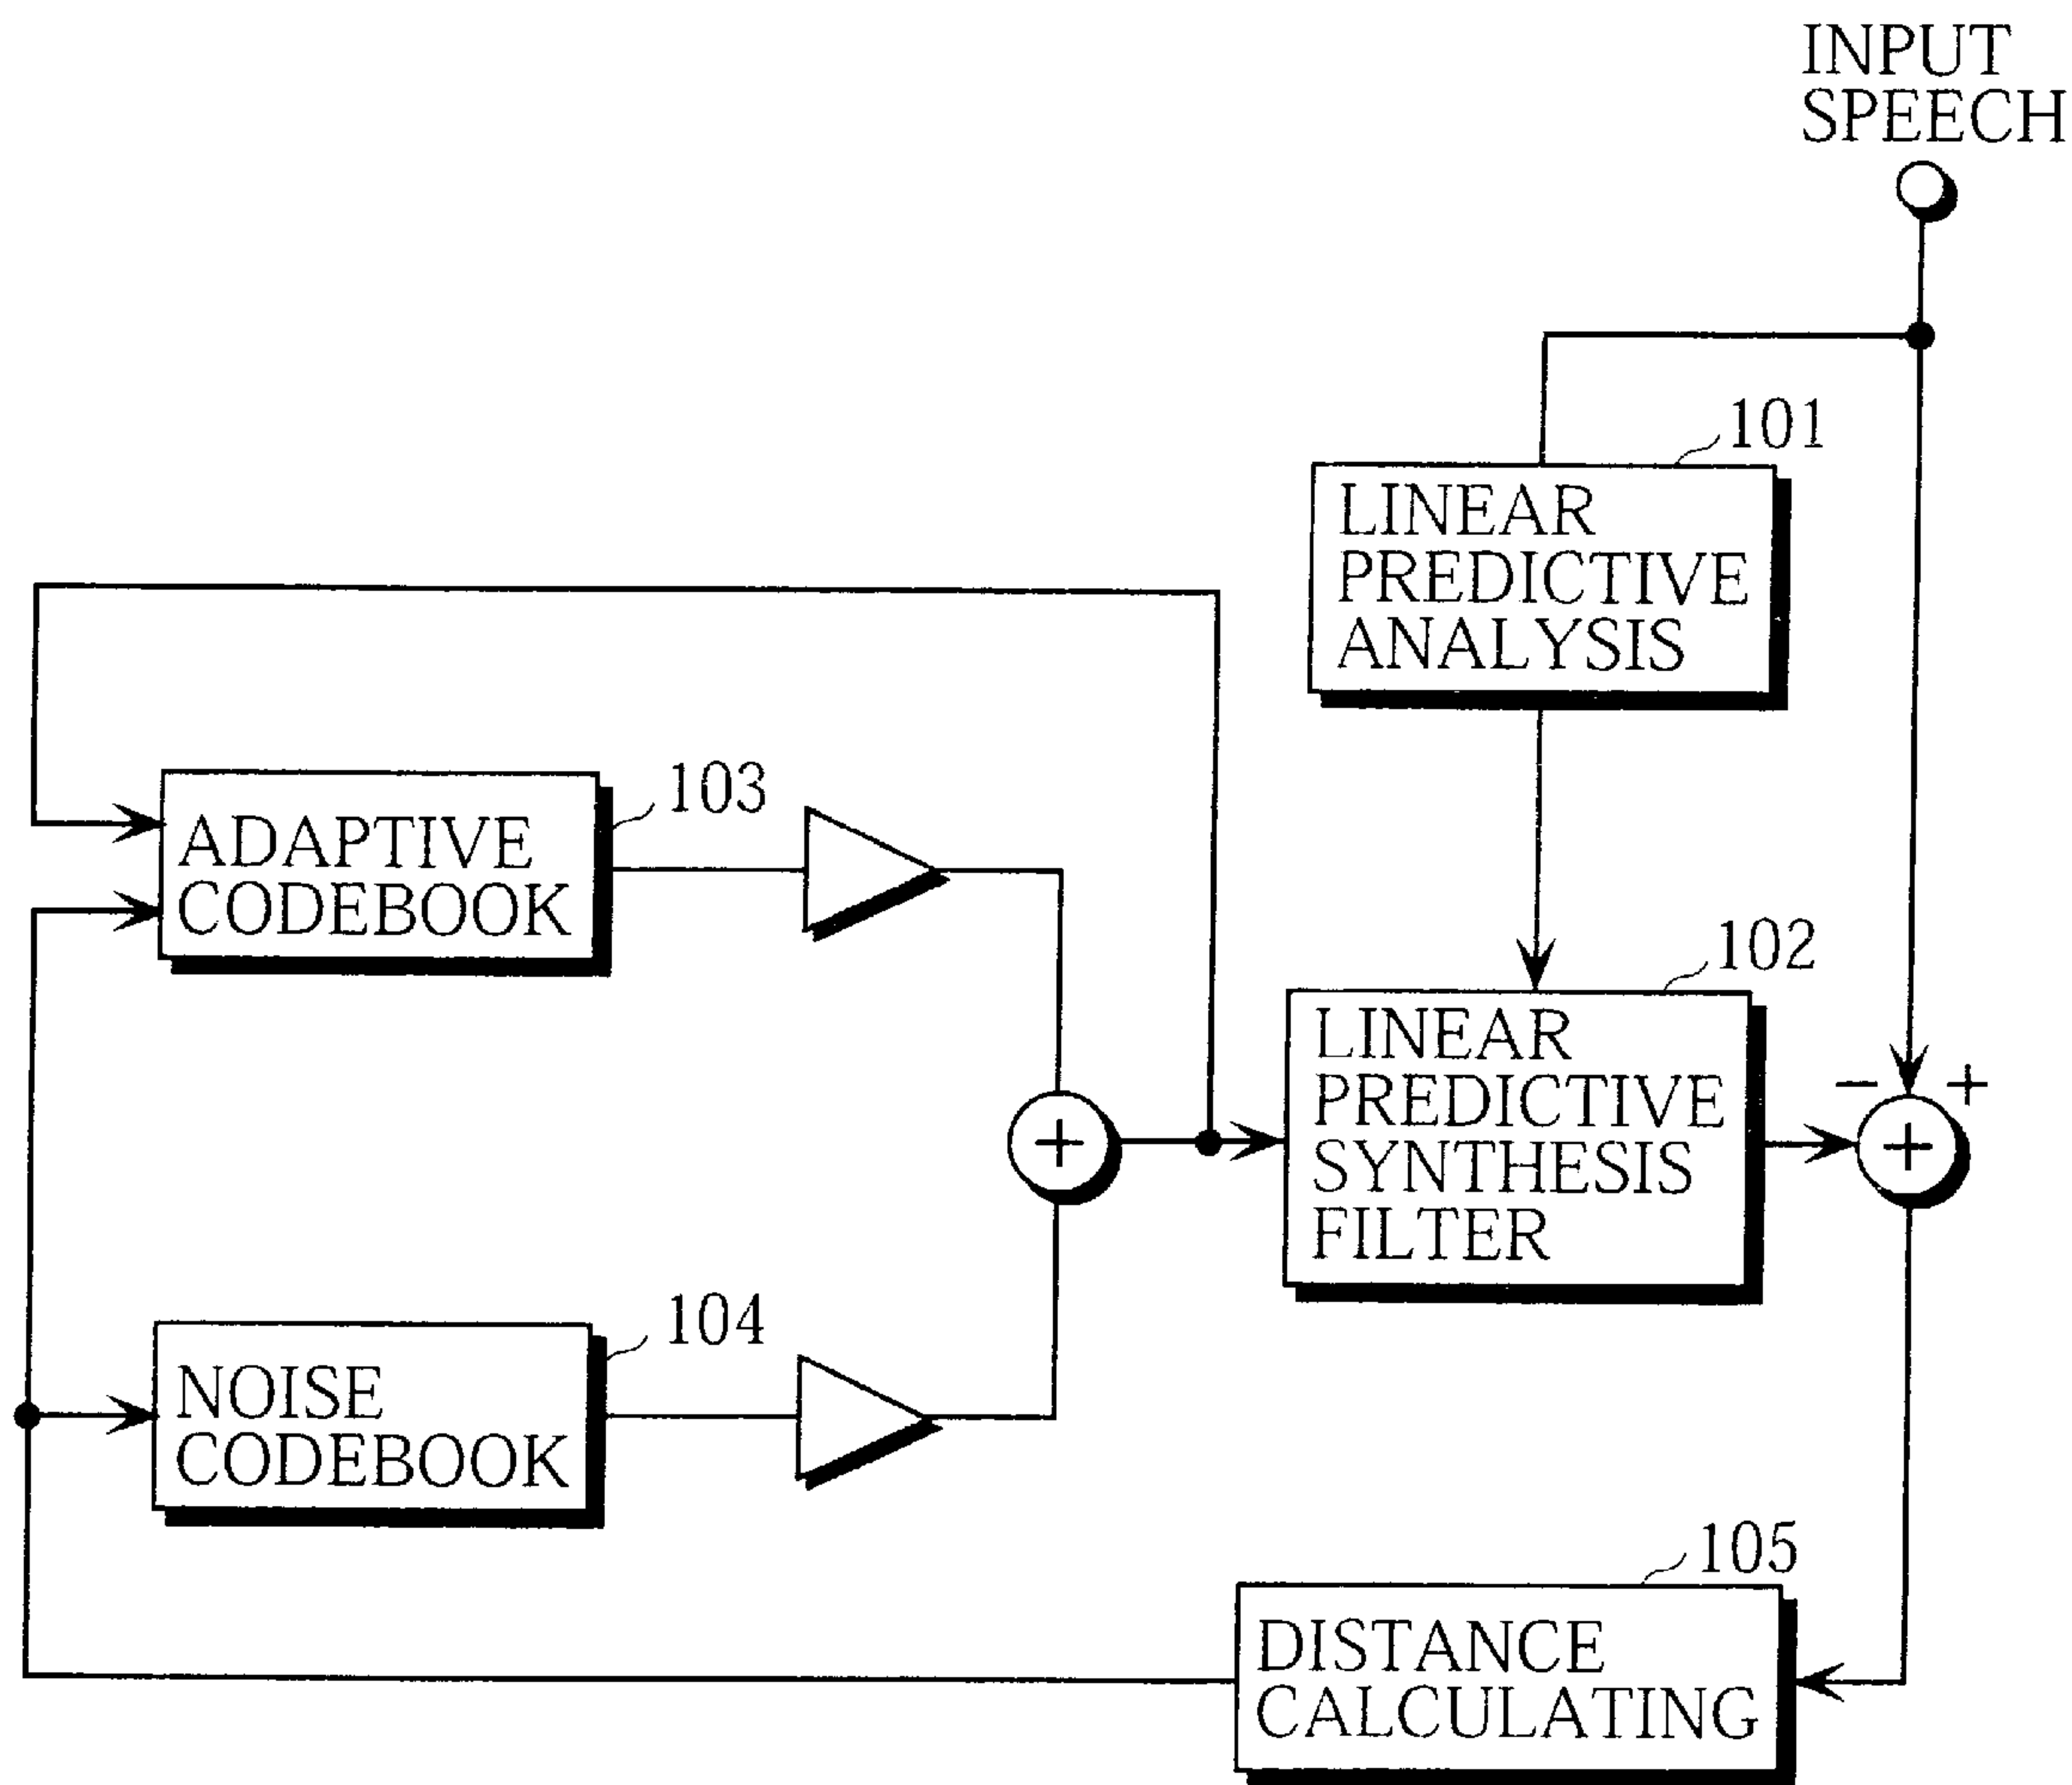 INPUT
SPEECH
101
LINEAR
PREDICTIVE
ANALYSIS
103
ADAPTIVE
CODEBOOK
102
LINEAR
PREDICTIVE
SYNTHESIS
FILTER
− +
+
+
104
NOISE
CODEBOOK
105
DISTANCE
CALCULATING